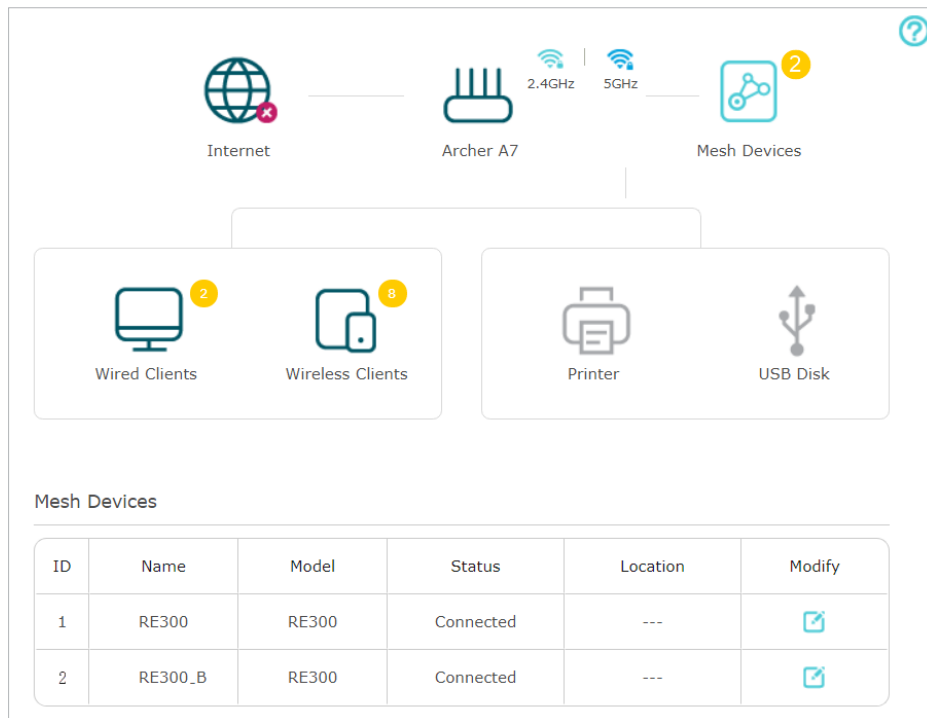 ?
2
2.4GHz 5GHz
Internet Archer A7 Mesh Devices
2 8
Wired Clients Wireless Clients Printer USB Disk
Mesh Devices
ID Name Model Status Location Modify
1 RE300 RE300 Connected ---
2 RE300_B RE300 Connected ---